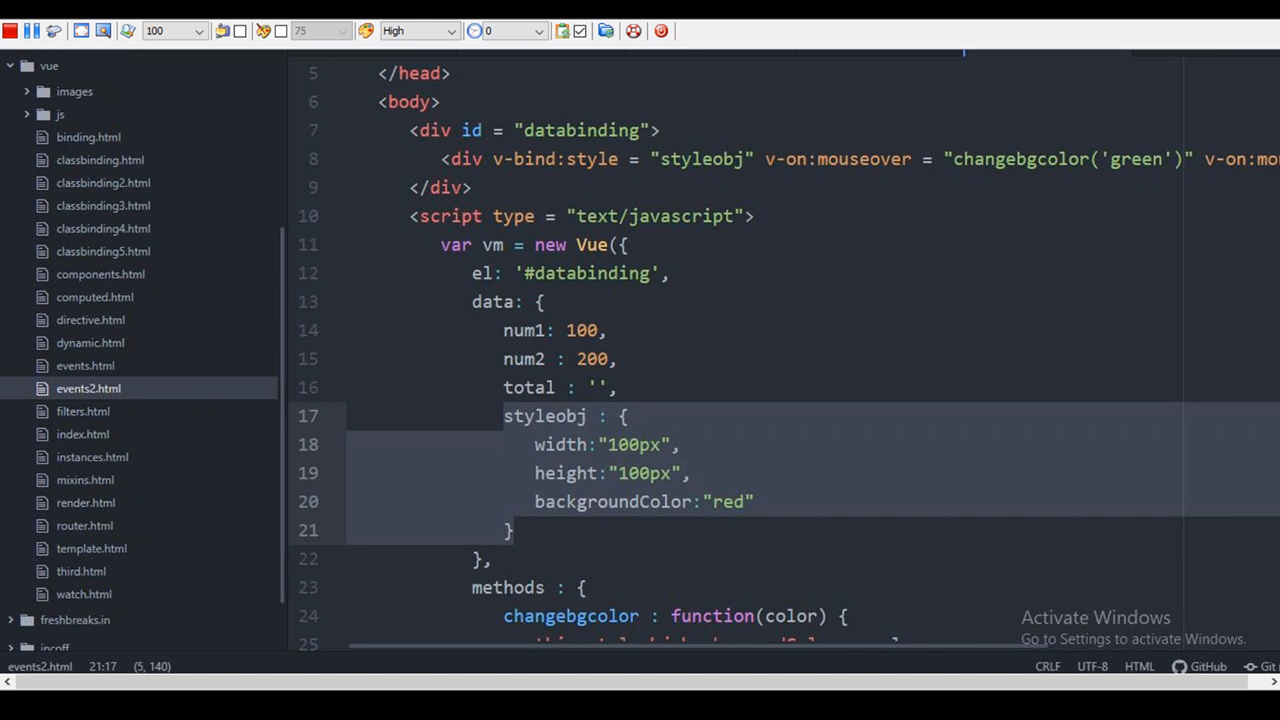 100 75 High 0
vue
images
js
binding.html
classbinding.html
classbinding2.html
classbinding3.html
classbinding4.html
classbinding5.html
components.html
computed.html
directive.html
dynamic.html
events.html
events2.html
filters.html
index.html
instances.html
mixins.html
render.html
router.html
template.html
third.html
watch.html
freshbreaks.in
5 </head>
6 <body>
7 <div id = "databinding">
8 <div v-bind:style = "styleobj" v-on:mouseover = "changebgcolor('green')" v-on:mo
9 </div>
10 <script type = "text/javascript">
11 var vm = new Vue({
12 el: '#databinding',
13 data: {
14 num1: 100,
15 num2 : 200,
16 total : '',
17 styleobj : {
18 width:"100px",
19 height:"100px",
20 backgroundColor:"red"
21 }
22 },
23 methods : {
24 changebgcolor : function(color) {
25
Activate Windows
Go to Settings to activate Windows.
events2.html 21:17 (5, 140) CRLF UTF-8 HTML GitHub Git